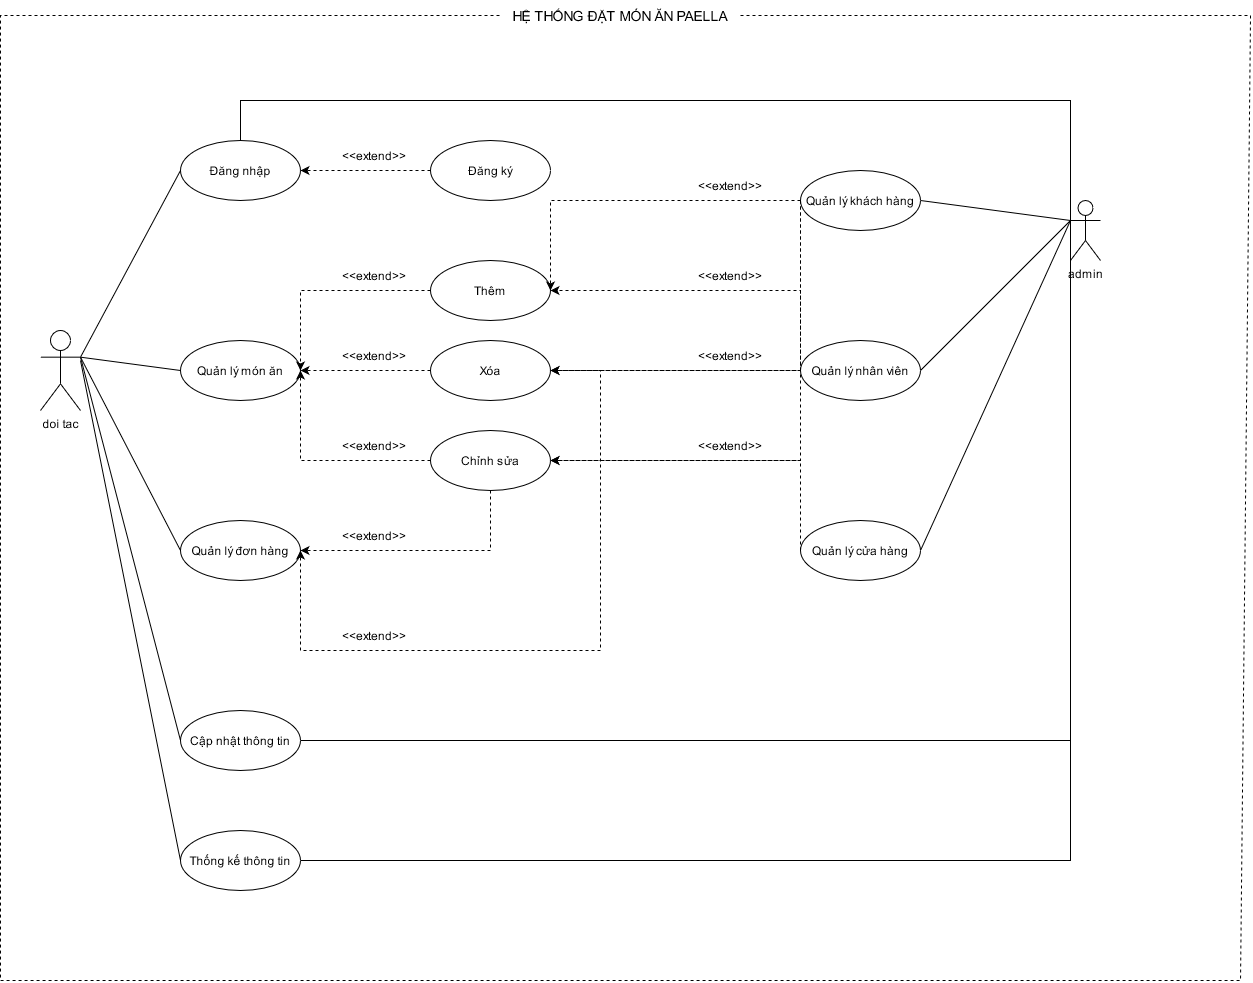 HỆ THỐNG ĐẶT MÓN ĂN PAELLA
<<extend>>
Đăng nhập
Đăng ký
<<extend>>
Quản lý khách hàng
<<extend>>
<<extend>>
admin
Thêm
<<extend>>
<<extend>>
Quản lý món ăn
Xóa
Quản lý nhân viên
doi tac
<<extend>>
<<extend>>
Chỉnh sửa
<<extend>>
Quản lý đơn hàng
Quản lý cửa hàng
<<extend>>
Cập nhật thông tin
Thống kế thông tin